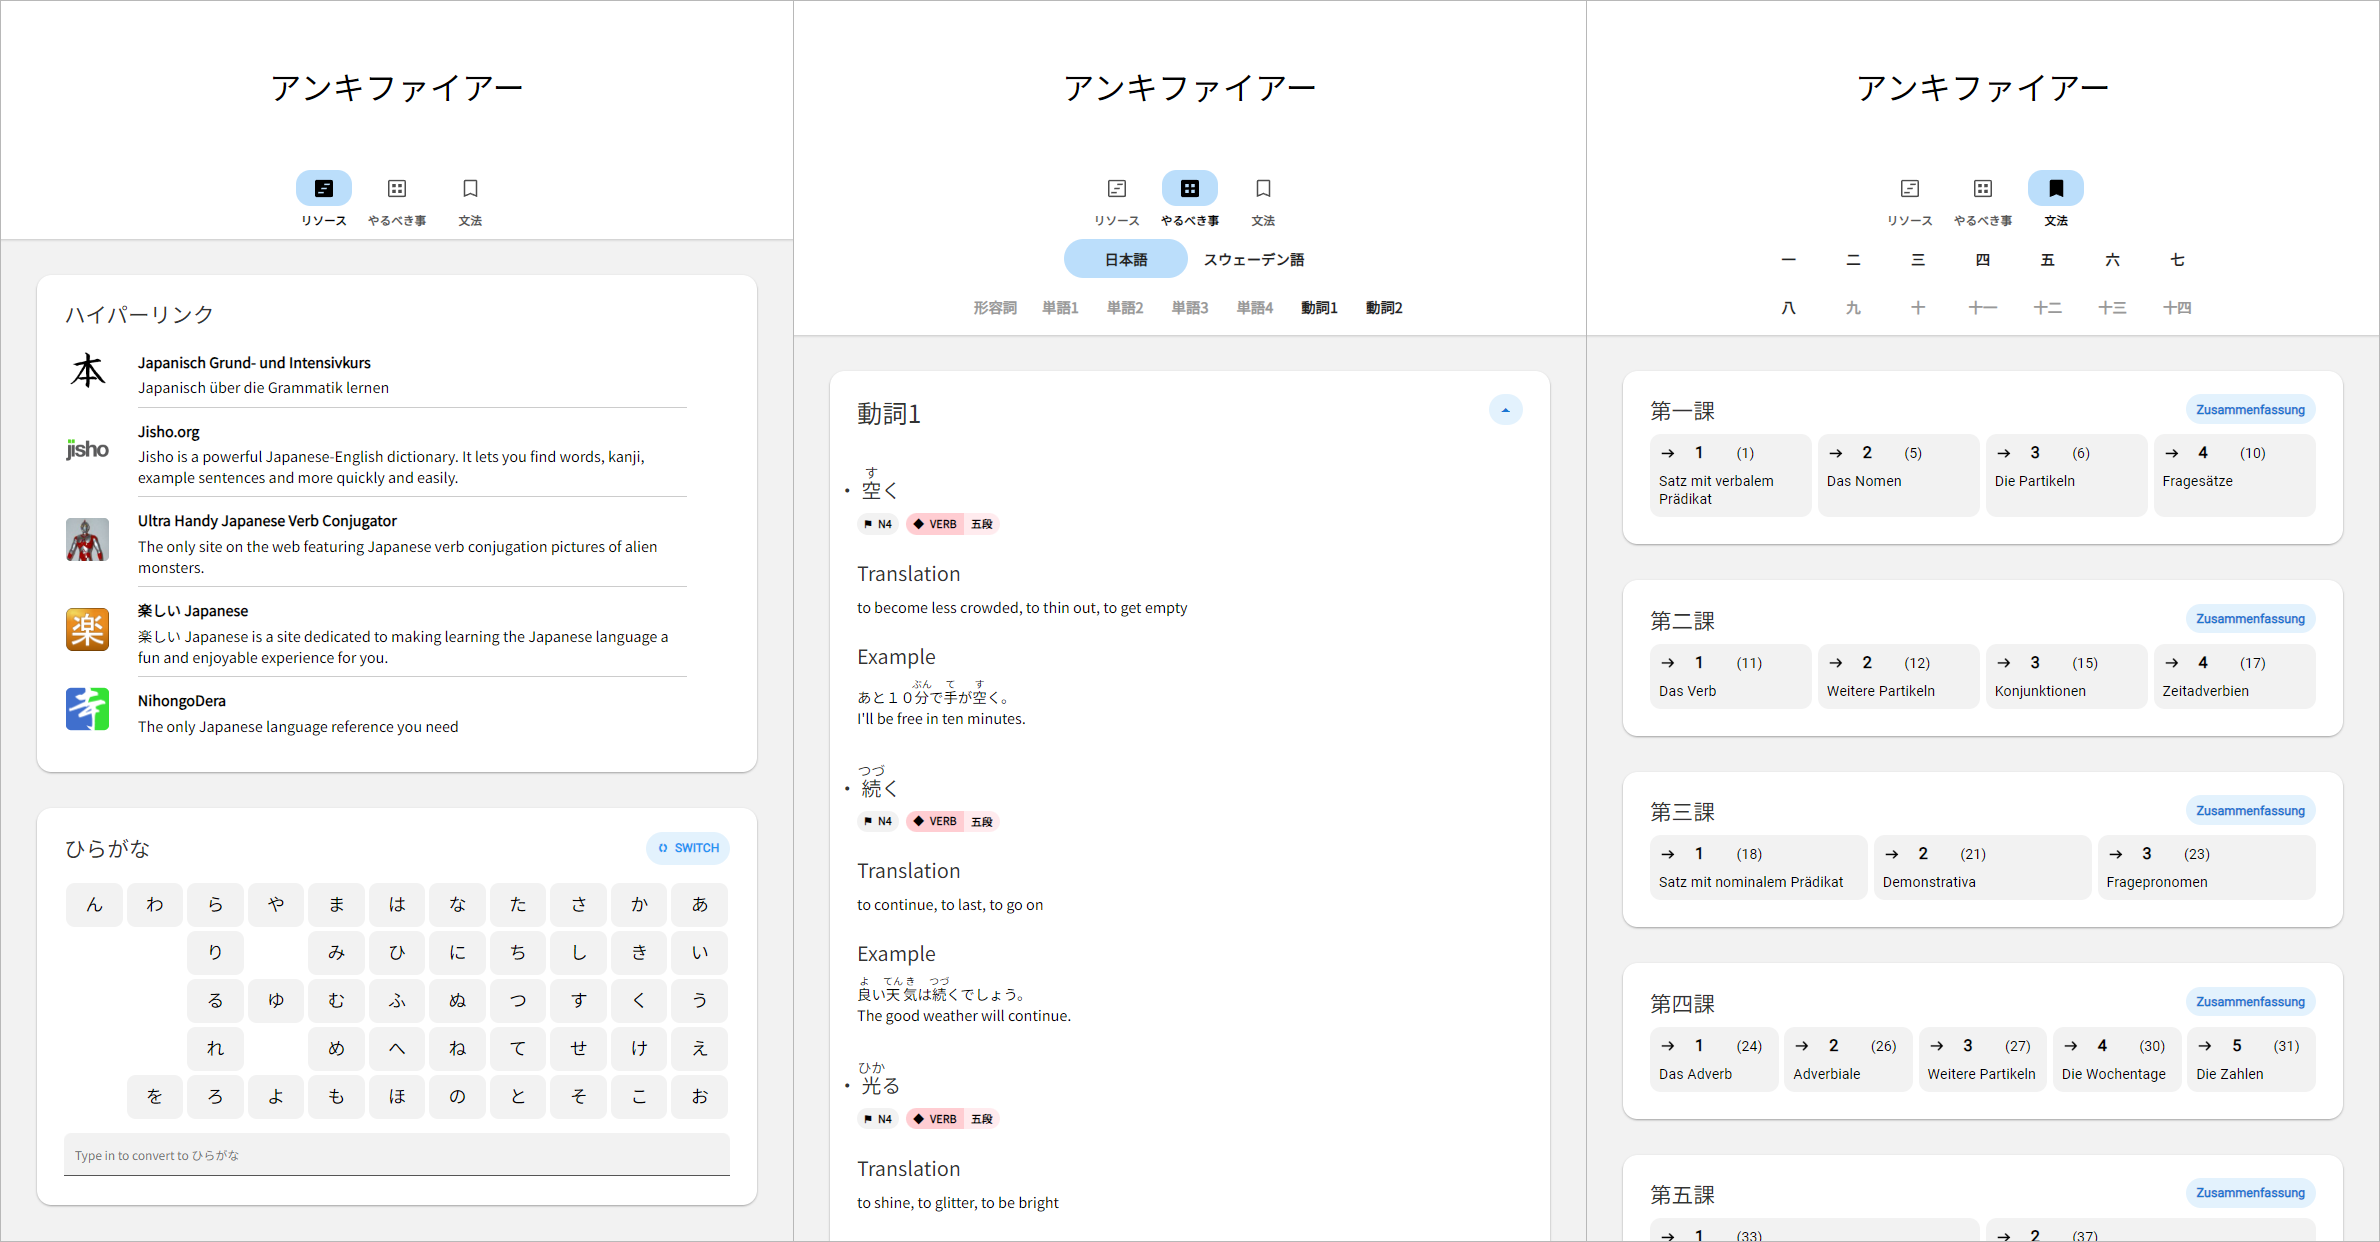 アンキファイアー
リソース やるべき事 文法
ハイパーリンク
本
Japanisch Grund- und Intensivkurs
Japanisch über die Grammatik lernen
jisho
Jisho.org
Jisho is a powerful Japanese-English dictionary. It lets you find words, kanji,
example sentences and more quickly and easily.
Ultra Handy Japanese Verb Conjugator
The only site on the web featuring Japanese verb conjugation pictures of alien
monsters.
楽
楽しい Japanese
楽しい Japanese is a site dedicated to making learning the Japanese language a
fun and enjoyable experience for you.
寺
NihongoDera
The only Japanese language reference you need
ひらがな
SWITCH
ん わ ら や ま は な た さ か あ
り み ひ に ち し き い
る ゆ む ふ ぬ つ す く う
れ め へ ね て せ け え
を ろ よ も ほ の と そ こ お
Type in to convert to ひらがな
アンキファイアー
リソース やるべき事 文法
日本語 スウェーデン語
形容詞 単語1 単語2 単語3 単語4 動詞1 動詞2
動詞1
す
空く
N4 VERB 五段
Translation
to become less crowded, to thin out, to get empty
Example
ぶん て す
あと１０分で手が空く。
I'll be free in ten minutes.
つづ
続く
N4 VERB 五段
Translation
to continue, to last, to go on
Example
よ てんき つづ
良い天気は続くでしょう。
The good weather will continue.
ひか
光る
N4 VERB 五段
Translation
to shine, to glitter, to be bright
アンキファイアー
リソース やるべき事 文法
一 二 三 四 五 六 七
八 九 十 十一 十二 十三 十四
第一課
Zusammenfassung
→ 1 (1) → 2 (5) → 3 (6) → 4 (10)
Satz mit verbalem Das Nomen Die Partikeln Fragesätze
Prädikat
第二課
Zusammenfassung
→ 1 (11) → 2 (12) → 3 (15) → 4 (17)
Das Verb Weitere Partikeln Konjunktionen Zeitadverbien
第三課
Zusammenfassung
→ 1 (18) → 2 (21) → 3 (23)
Satz mit nominalem Prädikat Demonstrativa Fragepronomen
第四課
Zusammenfassung
→ 1 (24) → 2 (26) → 3 (27) → 4 (30) → 5 (31)
Das Adverb Adverbiale Weitere Partikeln Die Wochentage Die Zahlen
第五課
Zusammenfassung
→ 1 (33) → 2 (37)